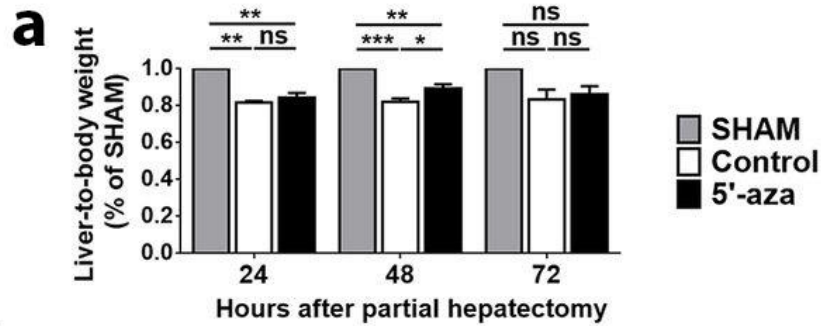 a
** ** ns
** ns *** * ns ns
Liver-to-body weight
(% of SHAM)
1.0
0.8
0.6
0.4
0.2
0.0
24 48 72
Hours after partial hepatectomy
SHAM
Control
5'-aza